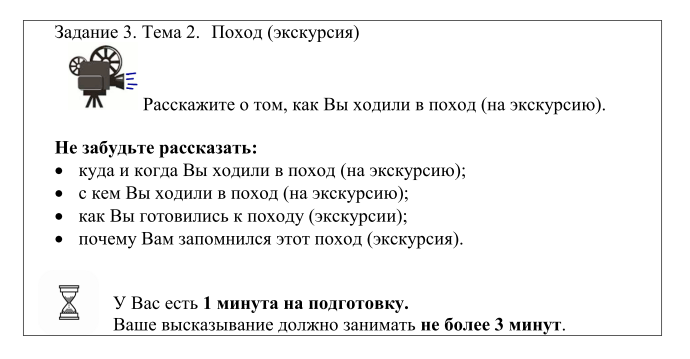 Задание 3. Тема 2. Поход (экскурсия)
Расскажите о том, как Вы ходили в поход (на экскурсию).
Не забудьте рассказать:
• куда и когда Вы ходили в поход (на экскурсию);
• с кем Вы ходили в поход (на экскурсию);
• как Вы готовились к походу (экскурсии);
• почему Вам запомнился этот поход (экскурсия).
У Вас есть 1 минута на подготовку.
Ваше высказывание должно занимать не более 3 минут.